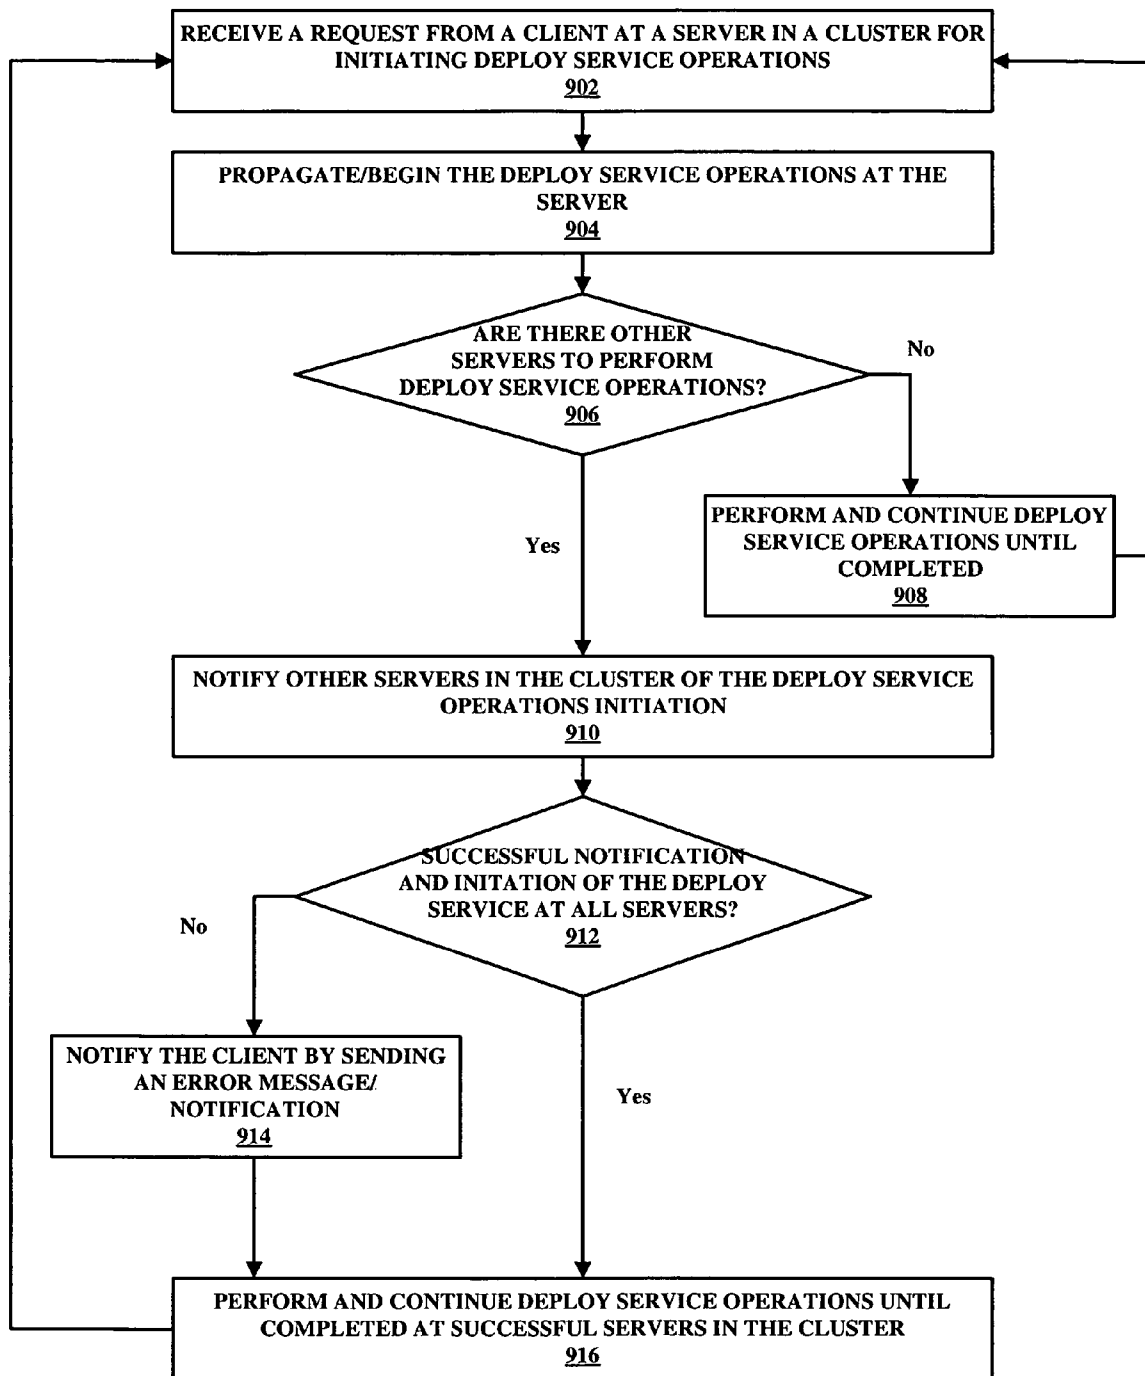 RECEIVE A REQUEST FROM A CLIENT AT A SERVER IN A CLUSTER FOR
INITIATING DEPLOY SERVICE OPERATIONS
902
PROPAGATE/BEGIN THE DEPLOY SERVICE OPERATIONS AT THE
SERVER
904
ARE THERE OTHER
SERVERS TO PERFORM
DEPLOY SERVICE OPERATIONS?
906
No
PERFORM AND CONTINUE DEPLOY
SERVICE OPERATIONS UNTIL
COMPLETED
908
Yes
NOTIFY OTHER SERVERS IN THE CLUSTER OF THE DEPLOY SERVICE
OPERATIONS INITIATION
910
SUCCESSFUL NOTIFICATION
AND INITATION OF THE DEPLOY
SERVICE AT ALL SERVERS?
912
No
NOTIFY THE CLIENT BY SENDING
AN ERROR MESSAGE/
NOTIFICATION
914
Yes
PERFORM AND CONTINUE DEPLOY SERVICE OPERATIONS UNTIL
COMPLETED AT SUCCESSFUL SERVERS IN THE CLUSTER
916